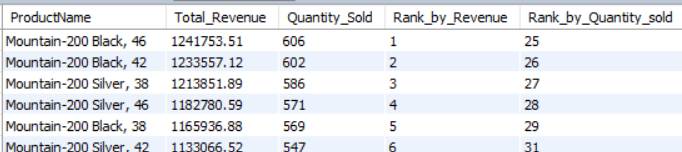 ProductName Total_Revenue Quantity_Sold Rank_by_Revenue Rank_by_Quantity_sold
Mountain-200 Black, 46 1241753.51 606 1 25
Mountain-200 Black, 42 1233557.12 602 2 26
Mountain-200 Silver, 38 1213851.89 586 3 27
Mountain-200 Silver, 46 1182780.59 571 4 28
Mountain-200 Black, 38 1165936.88 569 5 29
Mountain-200 Silver, 42 1133066.52 547 6 31